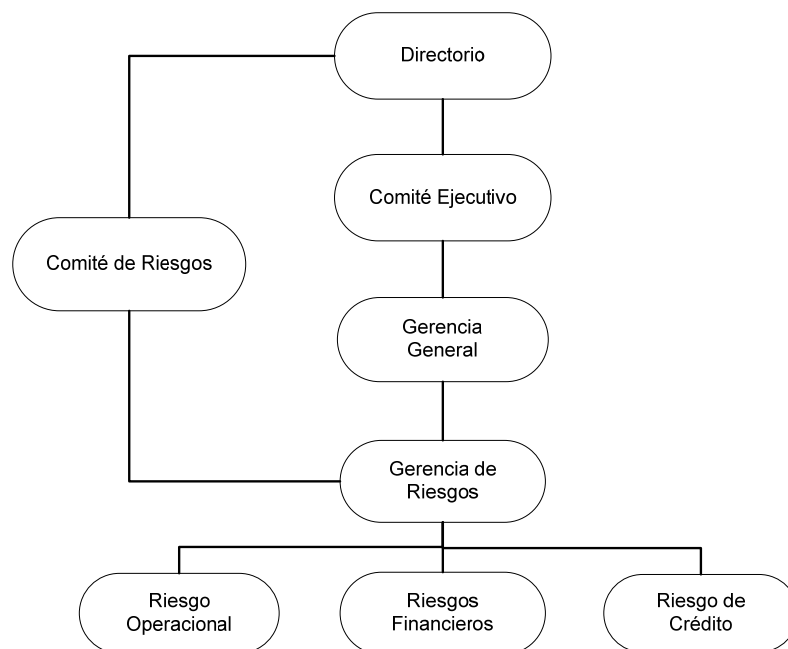 Directorio
Comité Ejecutivo
Comité de Riesgos
Gerencia
General
Gerencia de
Riesgos
Riesgo
Operacional
Riesgos
Financieros
Riesgo de
Crédito